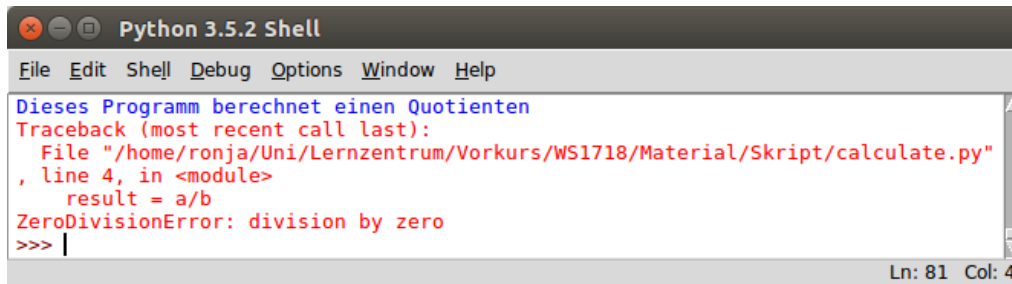 Python 3.5.2 Shell
File Edit Shell Debug Options Window Help
Dieses Programm berechnet einen Quotienten
Traceback (most recent call last):
  File "/home/ronja/Uni/Lernzentrum/Vorkurs/WS1718/Material/Skript/calculate.py"
, line 4, in <module>
    result = a/b
ZeroDivisionError: division by zero
>>>
Ln: 81 Col: 4